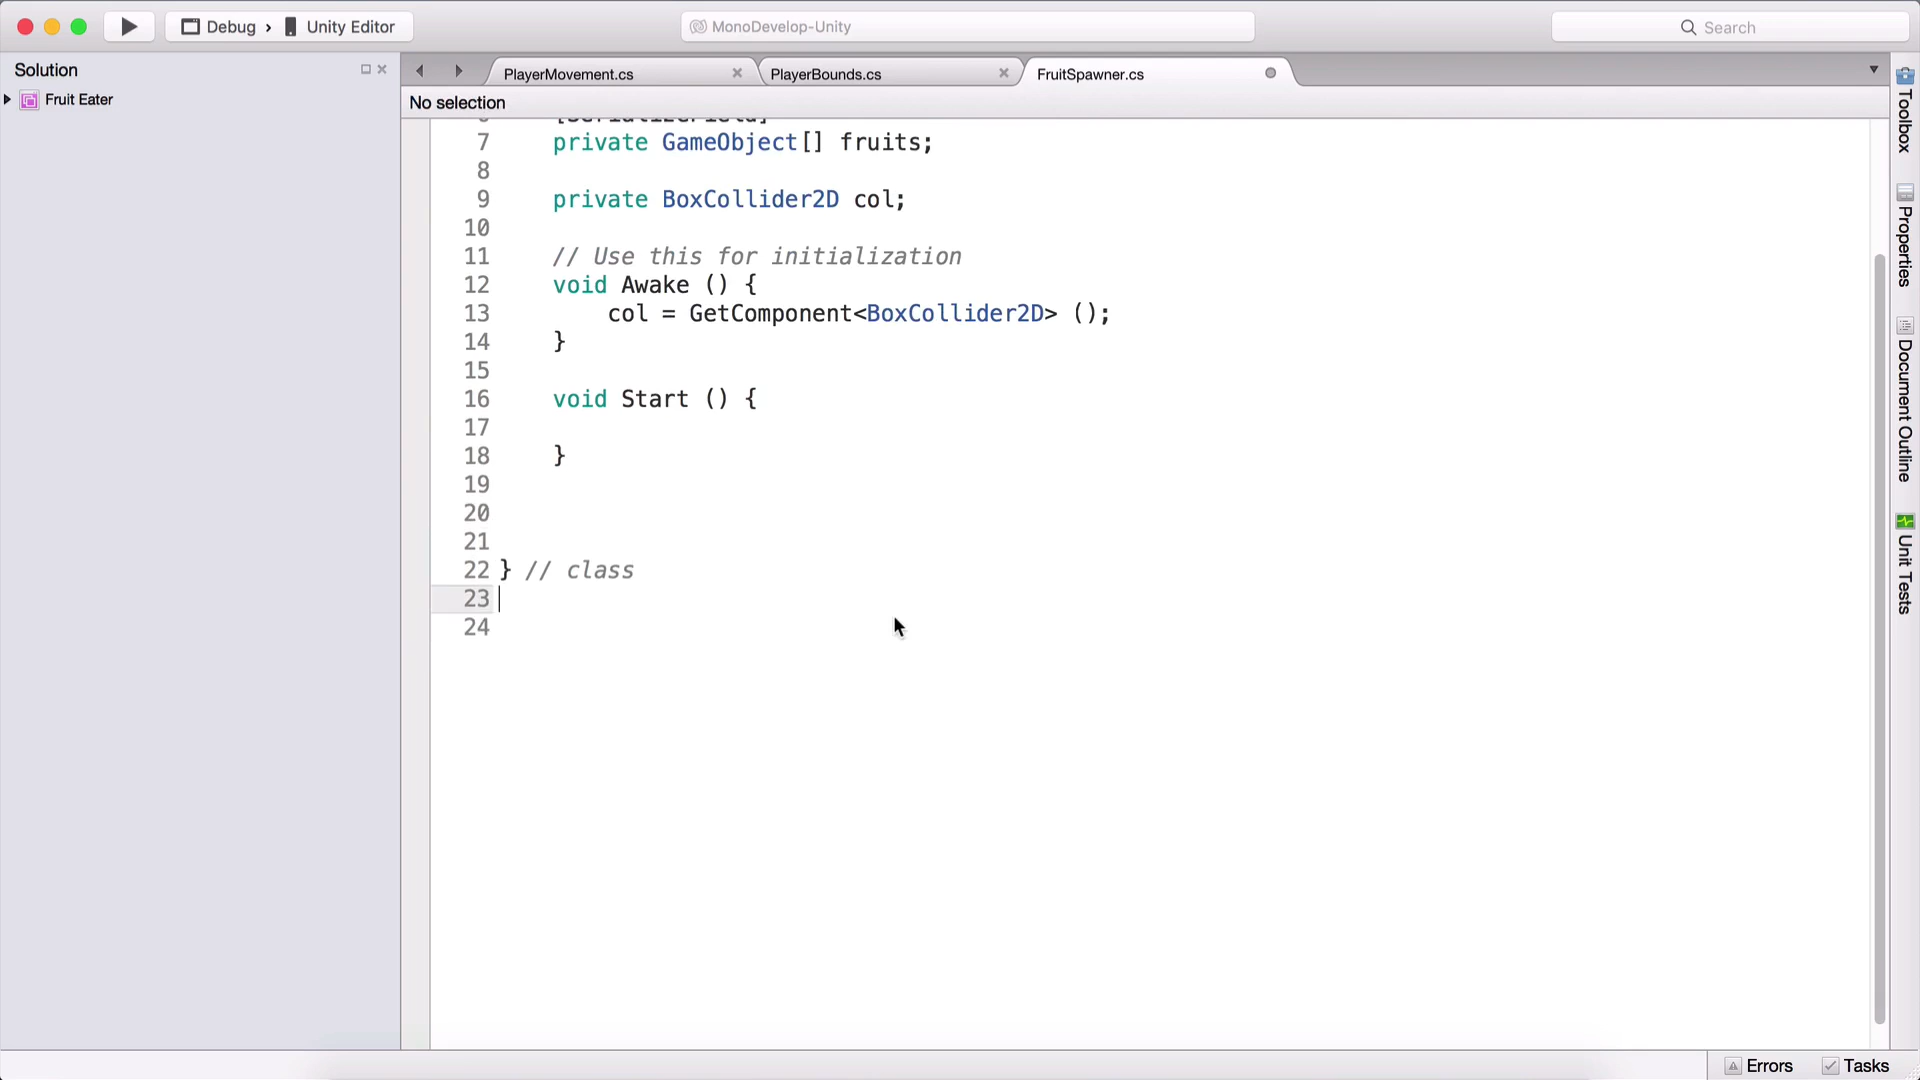 Debug › Unity Editor
MonoDevelop-Unity
Search
Solution
Fruit Eater
PlayerMovement.cs
PlayerBounds.cs
FruitSpawner.cs
No selection
6 [SerializeField]
7 private GameObject[] fruits;
8
9 private BoxCollider2D col;
10
11 // Use this for initialization
12 void Awake () {
13 col = GetComponent<BoxCollider2D> ();
14 }
15
16 void Start () {
17
18 }
19
20
21
22 } // class
23
24
Toolbox
Properties
Document Outline
Unit Tests
Errors
Tasks